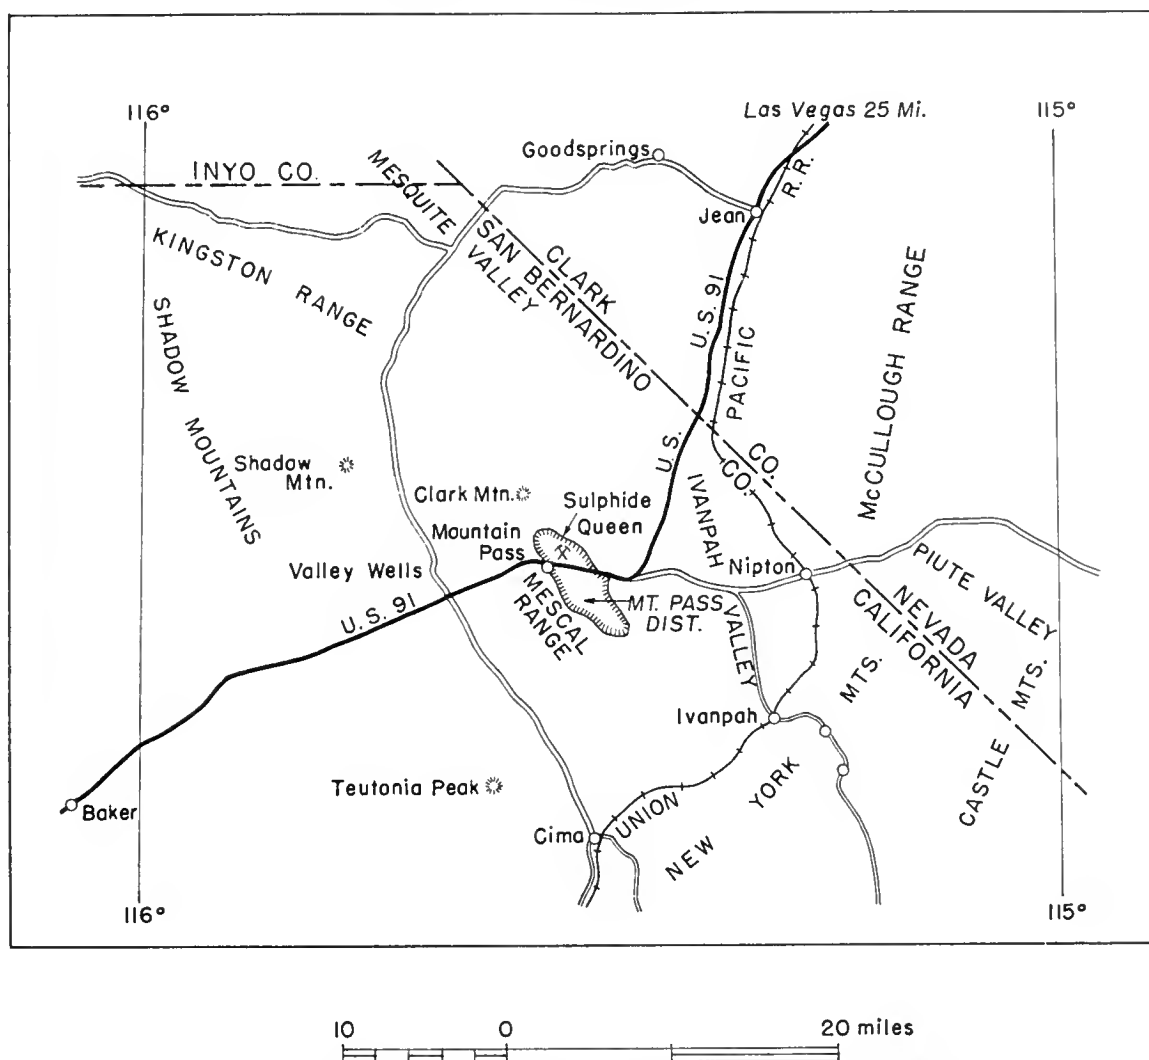 116°
Las Vegas 25 Mi.
115°
Goodsprings
INYO CO.
MESQUITE VALLEY
R. R.
Jean
KINGSTON RANGE
CLARK CO.
SAN BERNARDINO CO.
U. S. 91
PACIFIC
McCULLOUGH RANGE
SHADOW MOUNTAINS
U. S.
Shadow
Mtn.
Clark Mtn.
Sulphide
Queen
IVANPAH VALLEY
Mountain
Pass
Nipton
Valley Wells
PIUTE VALLEY
U. S. 91
MESCAL
RANGE
MT. PASS
DIST.
NEVADA
CALIFORNIA
Ivanpah
NEW YORK MTS.
CASTLE MTS.
Teutonia Peak
Baker
UNION
Cima
116°
115°
10 0 20 miles